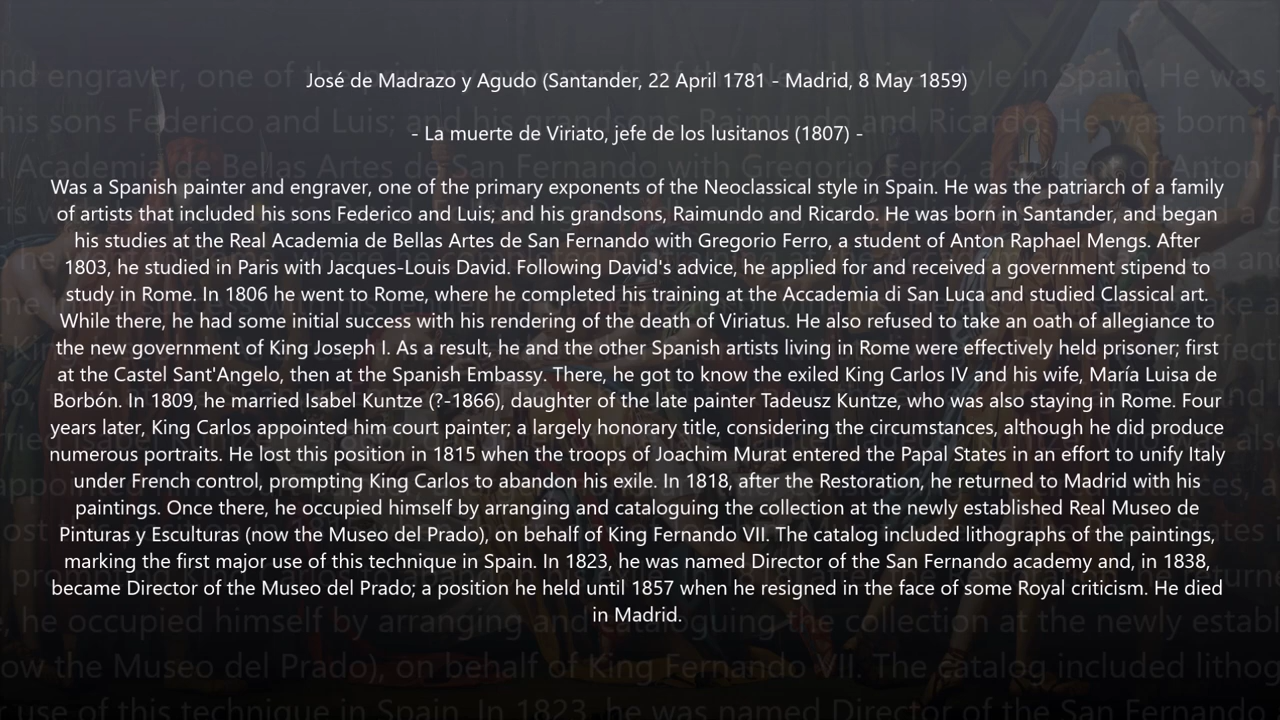 José de Madrazo y Agudo (Santander, 22 April 1781 - Madrid, 8 May 1859)
- La muerte de Viriato, jefe de los lusitanos (1807) -
Was a Spanish painter and engraver, one of the primary exponents of the Neoclassical style in Spain. He was the patriarch of a family
of artists that included his sons Federico and Luis; and his grandsons, Raimundo and Ricardo. He was born in Santander, and began
his studies at the Real Academia de Bellas Artes de San Fernando with Gregorio Ferro, a student of Anton Raphael Mengs. After
1803, he studied in Paris with Jacques-Louis David. Following David's advice, he applied for and received a government stipend to
study in Rome. In 1806 he went to Rome, where he completed his training at the Accademia di San Luca and studied Classical art.
While there, he had some initial success with his rendering of the death of Viriatus. He also refused to take an oath of allegiance to
the new government of King Joseph I. As a result, he and the other Spanish artists living in Rome were effectively held prisoner; first
at the Castel Sant'Angelo, then at the Spanish Embassy. There, he got to know the exiled King Carlos IV and his wife, María Luisa de
Borbón. In 1809, he married Isabel Kuntze (?-1866), daughter of the late painter Tadeusz Kuntze, who was also staying in Rome. Four
years later, King Carlos appointed him court painter; a largely honorary title, considering the circumstances, although he did produce
numerous portraits. He lost this position in 1815 when the troops of Joachim Murat entered the Papal States in an effort to unify Italy
under French control, prompting King Carlos to abandon his exile. In 1818, after the Restoration, he returned to Madrid with his
paintings. Once there, he occupied himself by arranging and cataloguing the collection at the newly established Real Museo de
Pinturas y Esculturas (now the Museo del Prado), on behalf of King Fernando VII. The catalog included lithographs of the paintings,
marking the first major use of this technique in Spain. In 1823, he was named Director of the San Fernando academy and, in 1838,
became Director of the Museo del Prado; a position he held until 1857 when he resigned in the face of some Royal criticism. He died
in Madrid.